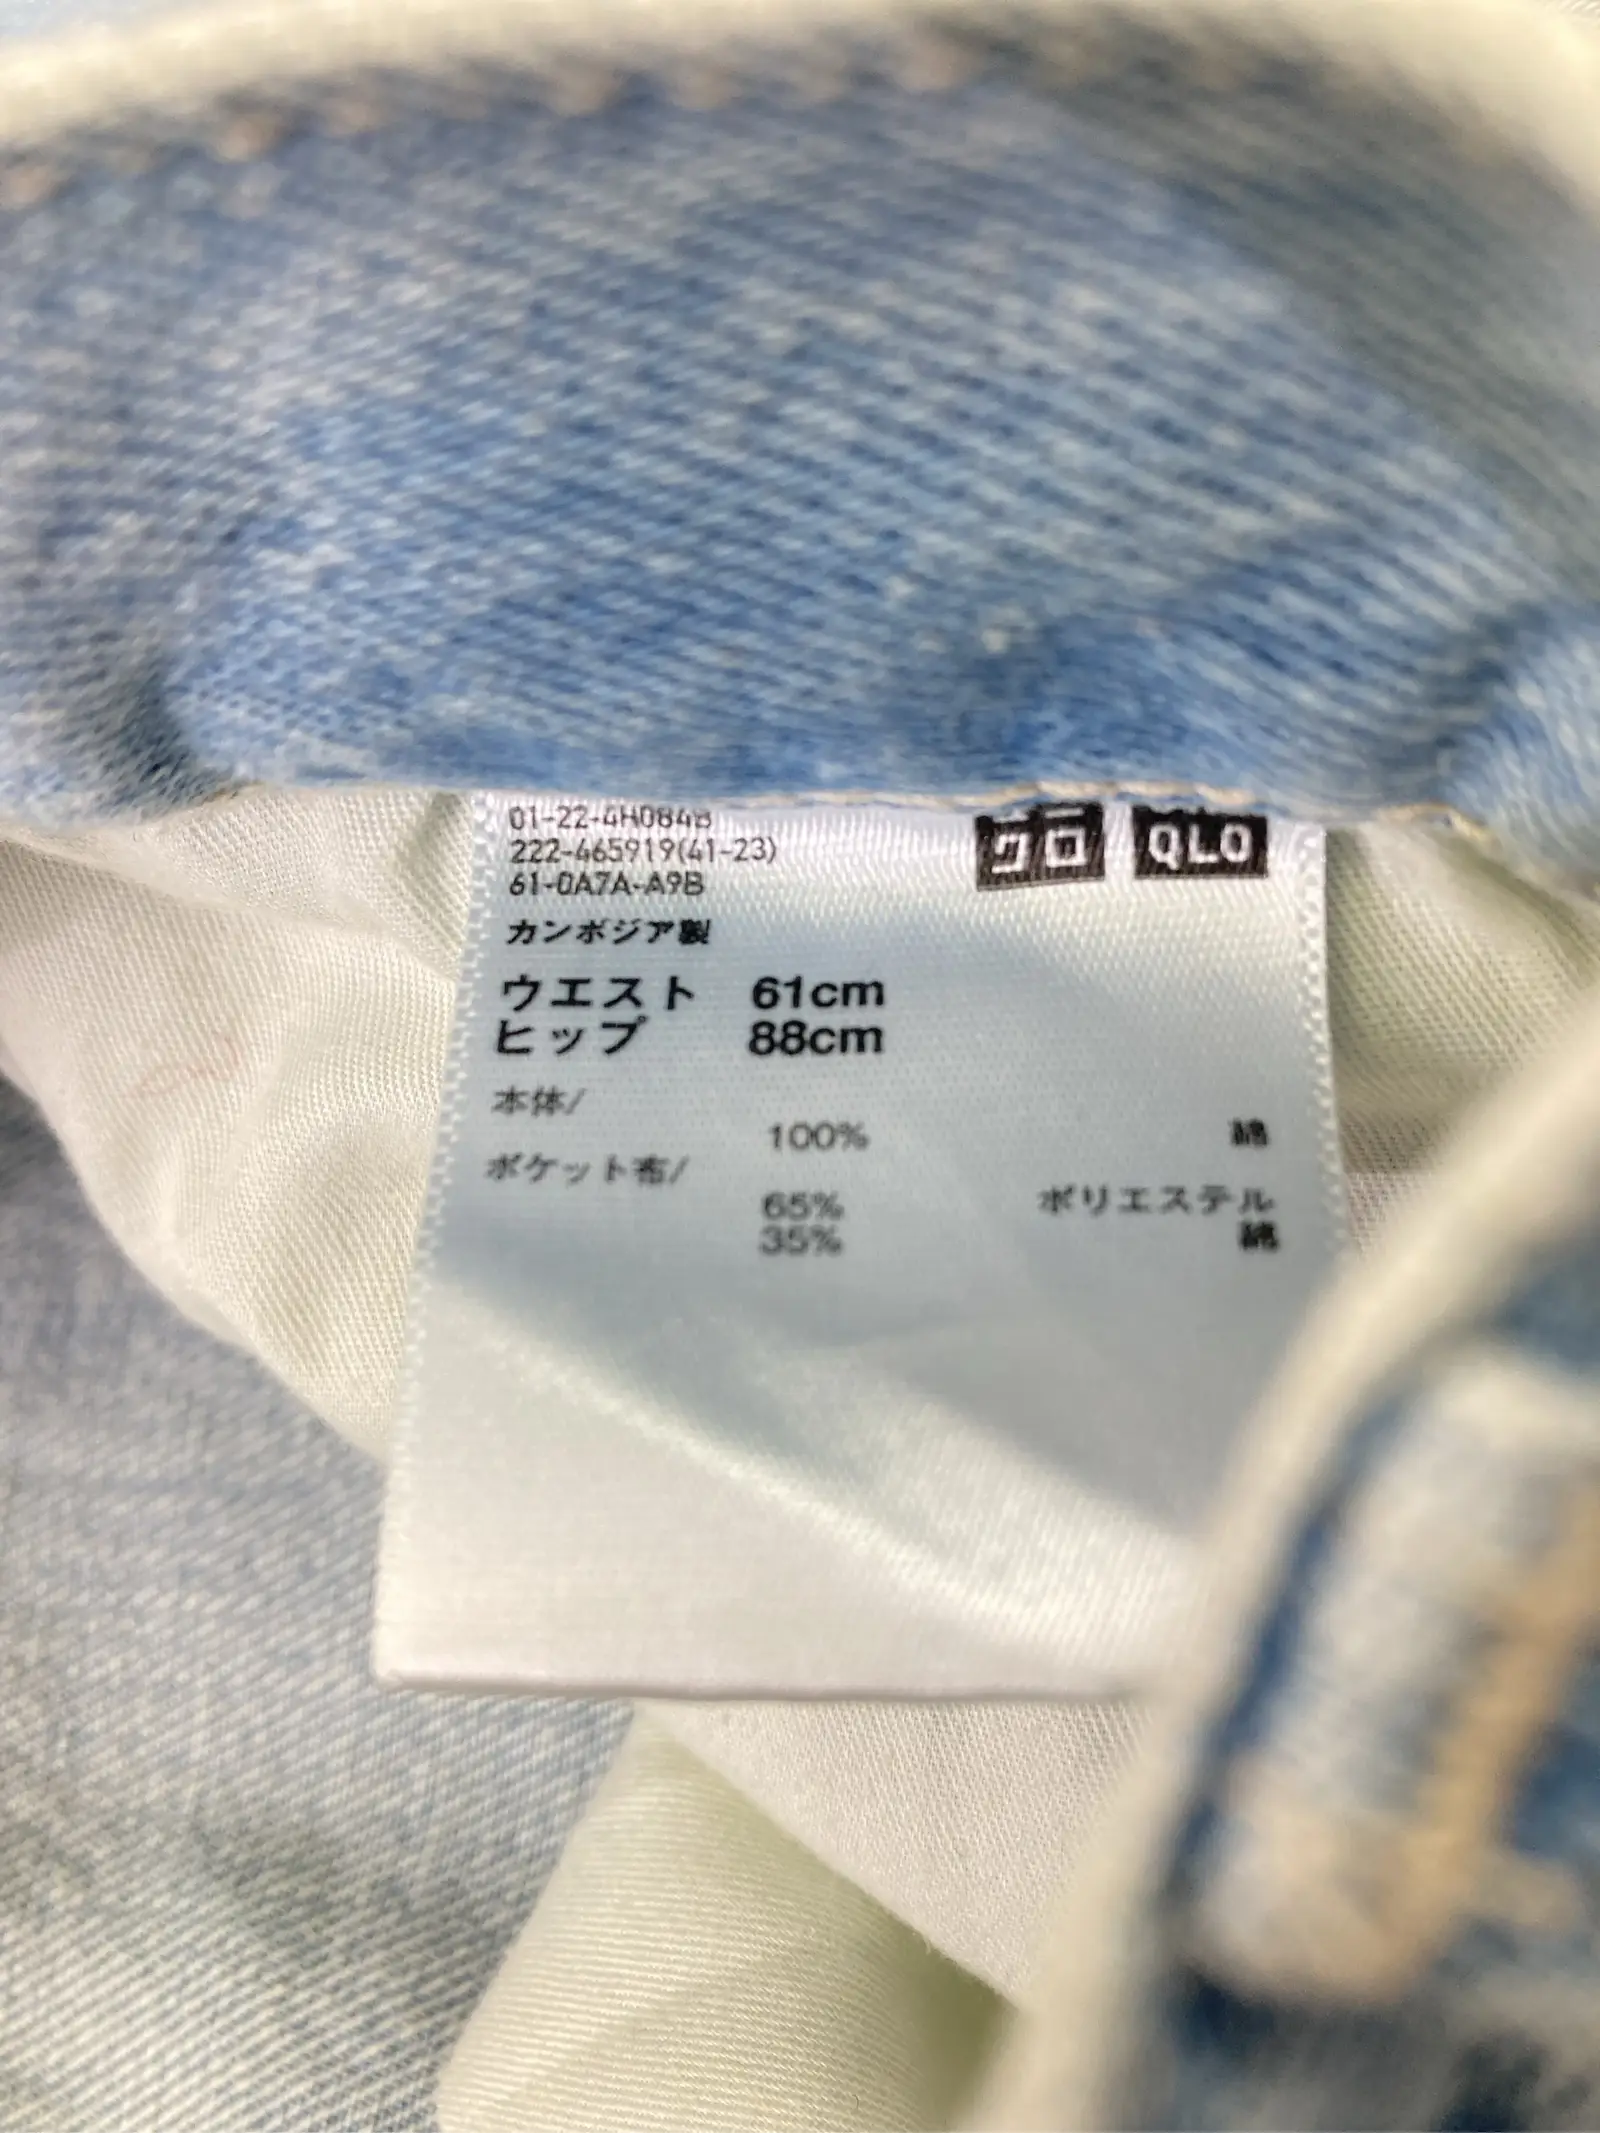 01-22-4H084B
222-465919(41-23)
61-0A7A-A9B
クロ QLO
カンボジア製
ウエスト 61cm
ヒップ 88cm
本体/
100% 綿
ポケット布/
65% ポリエステル
35% 綿